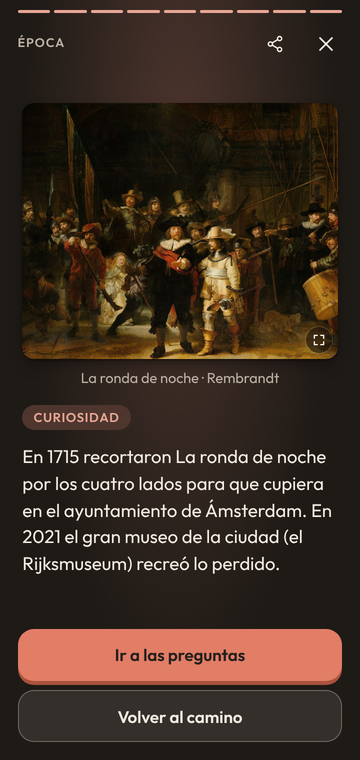 ÉPOCA
La ronda de noche · Rembrandt
CURIOSIDAD
En 1715 recortaron La ronda de noche
por los cuatro lados para que cupiera
en el ayuntamiento de Ámsterdam. En
2021 el gran museo de la ciudad (el
Rijksmuseum) recreó lo perdido.
Ir a las preguntas
Volver al camino